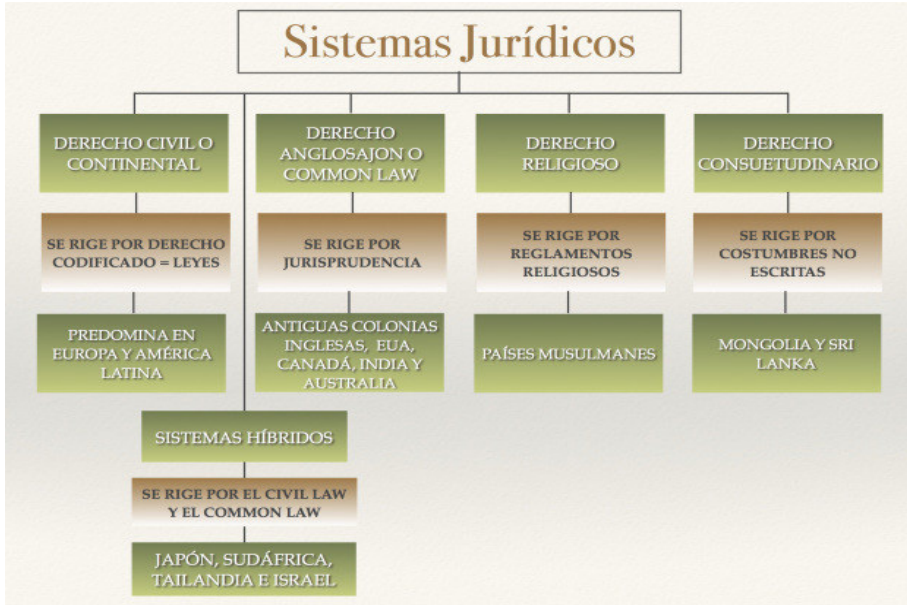 Sistemas Jurídicos
DERECHO CIVIL O
CONTINENTAL
SE RIGE POR DERECHO
CODIFICADO = LEYES
PREDOMINA EN
EUROPA Y AMÉRICA
LATINA
DERECHO
ANGLOSAJON O
COMMON LAW
SE RIGE POR
JURISPRUDENCIA
ANTIGUAS COLONIAS
INGLESAS, EUA,
CANADÁ, INDIA Y
AUSTRALIA
DERECHO
RELIGIOSO
SE RIGE POR
REGLAMENTOS
RELIGIOSOS
PAÍSES MUSULMANES
DERECHO
CONSUETUDINARIO
SE RIGE POR
COSTUMBRES NO
ESCRITAS
MONGOLIA Y SRI
LANKA
SISTEMAS HÍBRIDOS
SE RIGE POR EL CIVIL LAW
Y EL COMMON LAW
JAPÓN, SUDÁFRICA,
TAILANDIA E ISRAEL